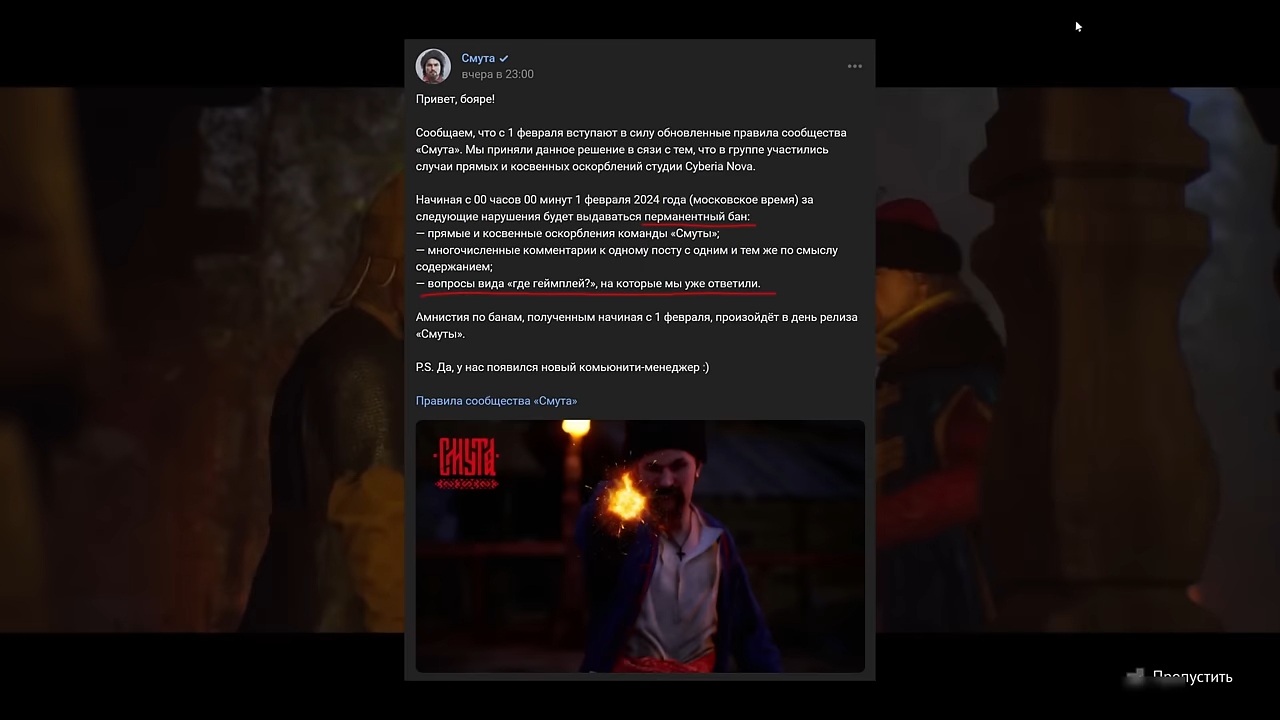 Смута
вчера в 23:00
Привет, бояре!
Сообщаем, что с 1 февраля вступают в силу обновленные правила сообщества
«Смута». Мы приняли данное решение в сязи с тем, что в группе участились
случаи прямых и косвенных оскорблений студии Cyberia Nova.
Начиная с 00 часов 00 минут 1 февраля 2024 года (московское время) за
следующие нарушения будет выдаваться перманентный бан:
— прямые и косвенные оскорбления команды «Смуты»;
— многочисленные комментарии к одному посту с одним и тем же по смыслу
содержанием;
— вопросы вида «где геймплей?», на которые мы уже ответили.
Амнистия по банам, полученным начиная с 1 февраля, произойдёт в день релиза
«Смуты».
P.S. Да, у нас появился новый комьюнити-менеджер :)
Правила сообщества «Смута»
СМУТА
Пропустить